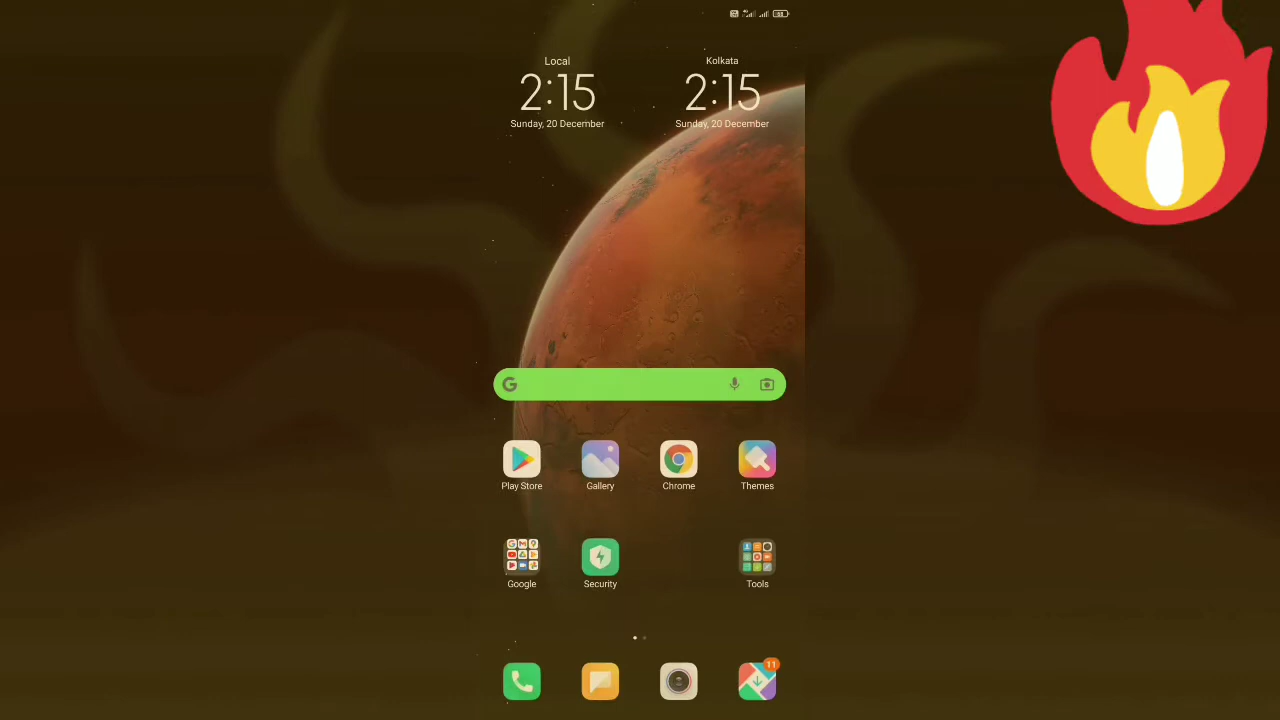 Local
Kolkata
2:15
2:15
Sunday, 20 December
Sunday, 20 December
Play Store
Gallery
Chrome
Themes
Google
Security
Tools
11